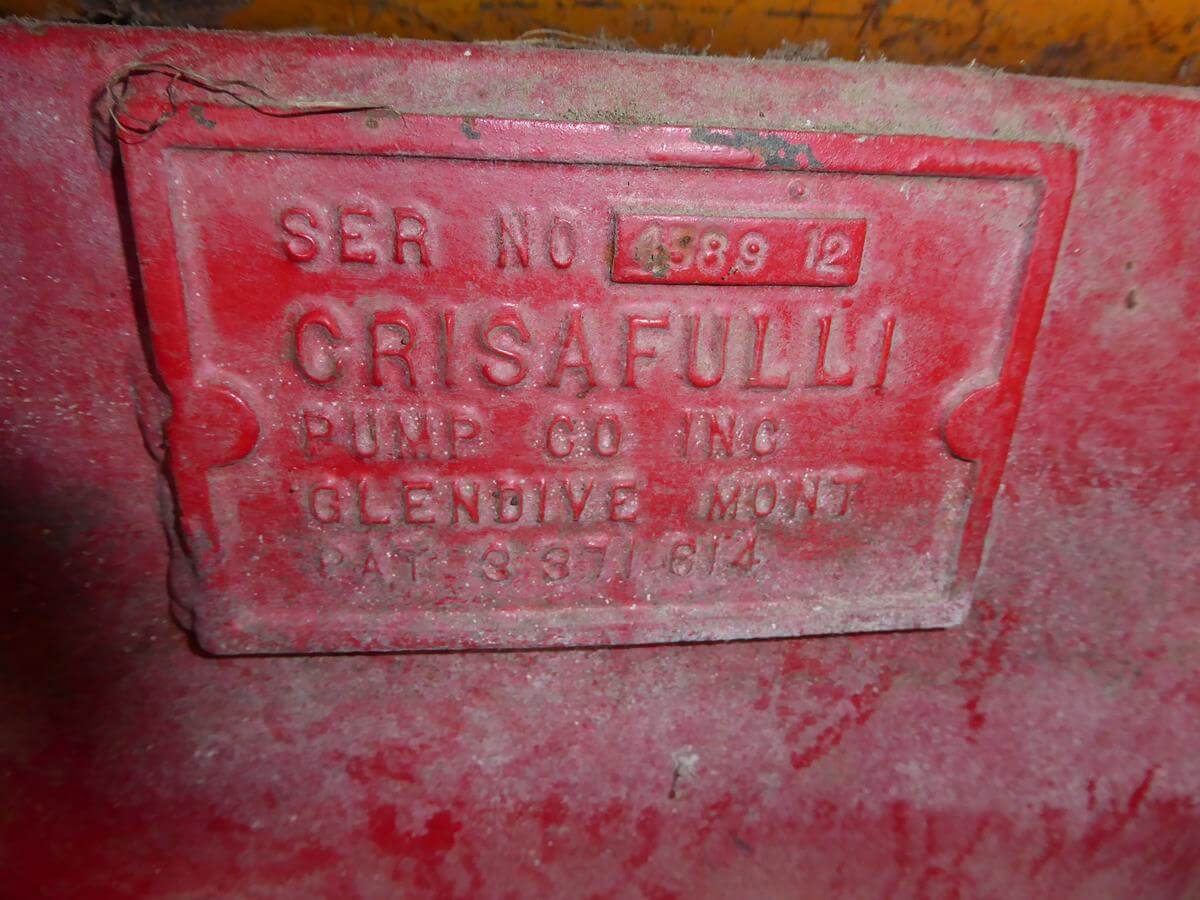 SER NO 4389 12
CRISAFULLI
PUMP CO INC
GLENDIVE MONT
PAT 3 371 614